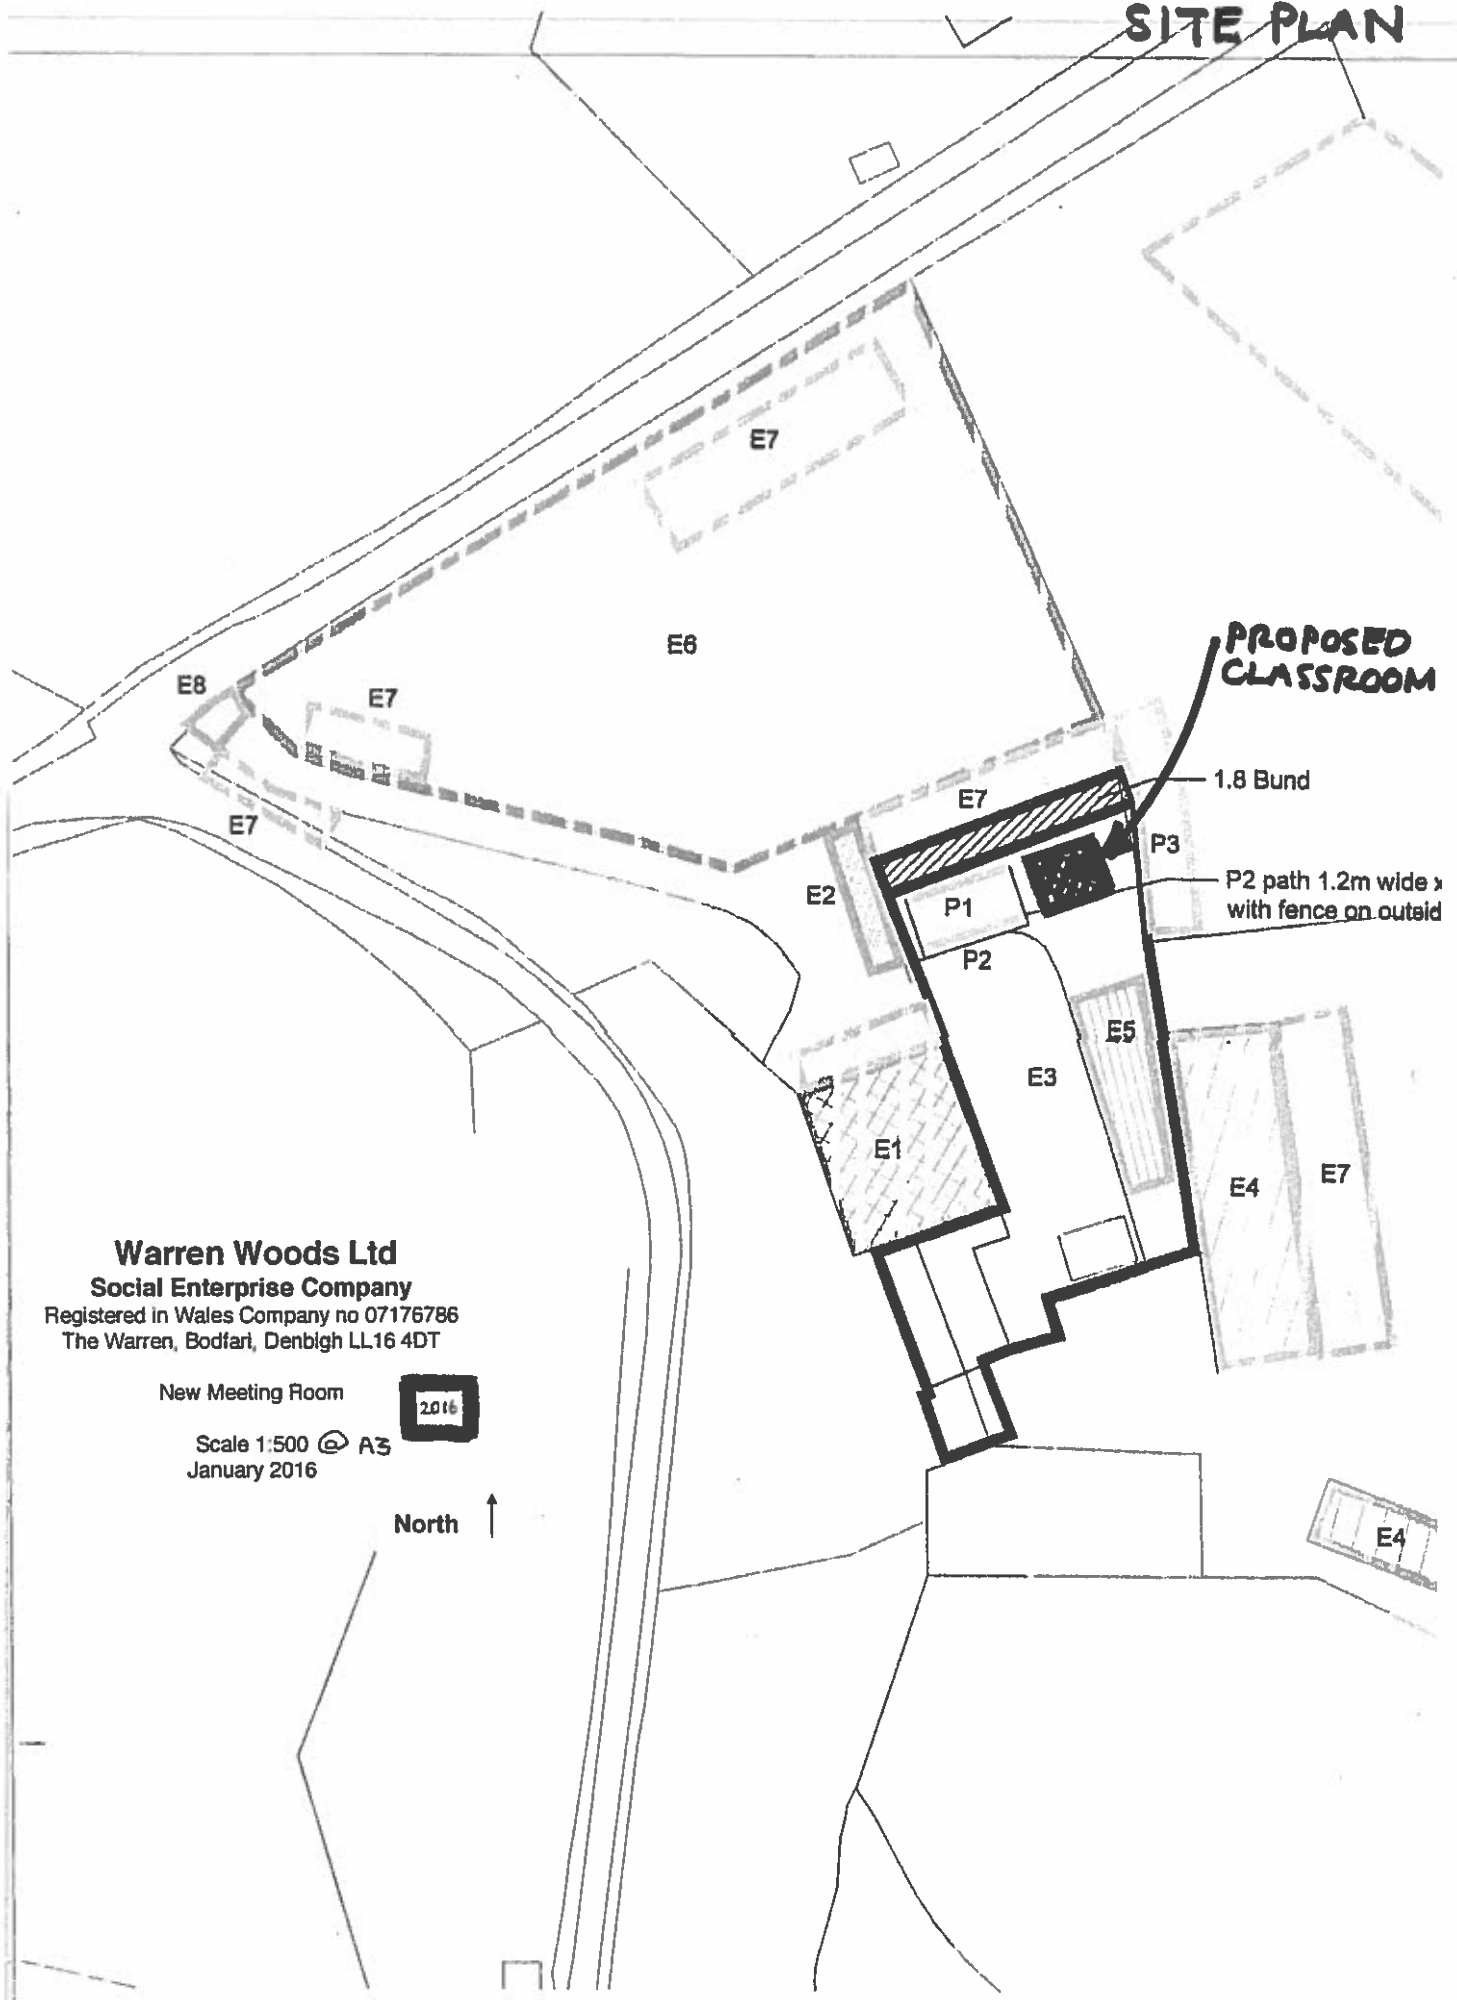 SITE PLAN
E7
E6
PROPOSED
CLASSROOM
E8
E7
1.8 Bund
E7
E7
P3
P2 path 1.2m wide x
with fence on outsid
E2
P1
P2
E5
E3
E1
E4
E7
Warren Woods Ltd
Social Enterprise Company
Registered in Wales Company no 07176786
The Warren, Bodfari, Denbigh LL16 4DT
New Meeting Room
2016
Scale 1:500 @ A3
January 2016
North
E4